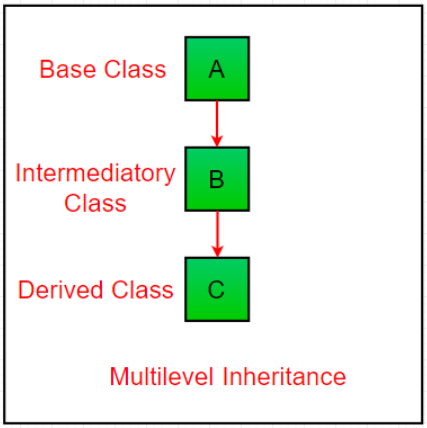 Base Class
A
Intermediatory
Class
B
Derived Class
C
Multilevel Inheritance